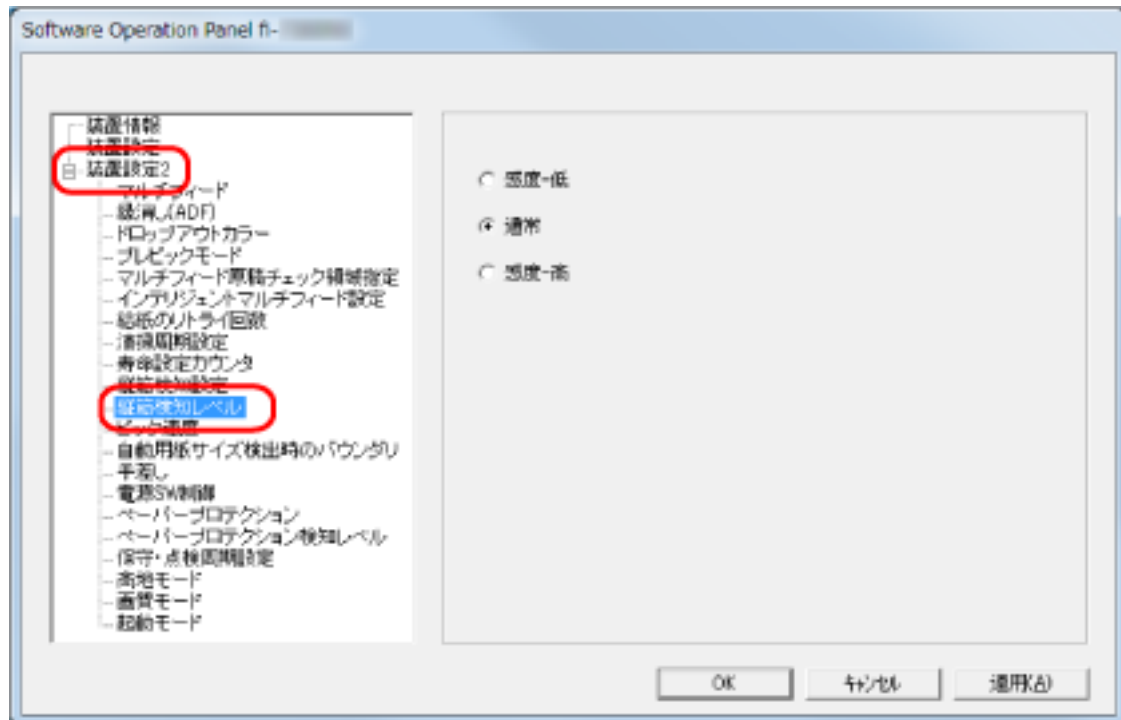 Software Operation Panel fi-
装置情報
装置設定
装置設定2
マルチフィード
縁消し(ADF)
ドロップアウトカラー
プレピックモード
マルチフィード原稿チェック領域指定
インテリジェントマルチフィード設定
給紙のリトライ回数
清掃周期設定
寿命設定カウンタ
縦筋検知設定
縦筋検知レベル
ピック速度
自動用紙サイズ検出時のバウンダリ
手差し
電源SW制御
ペーパープロテクション
ペーパープロテクション検知レベル
保守・点検周期設定
高地モード
画質モード
起動モード
感度-低
通常
感度-高
OK
キャンセル
適用(A)